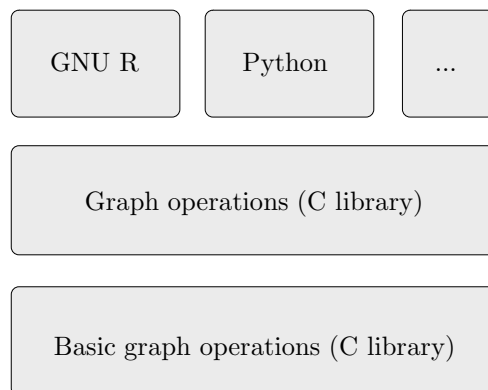 GNU R
Python
...
Graph operations (C library)
Basic graph operations (C library)